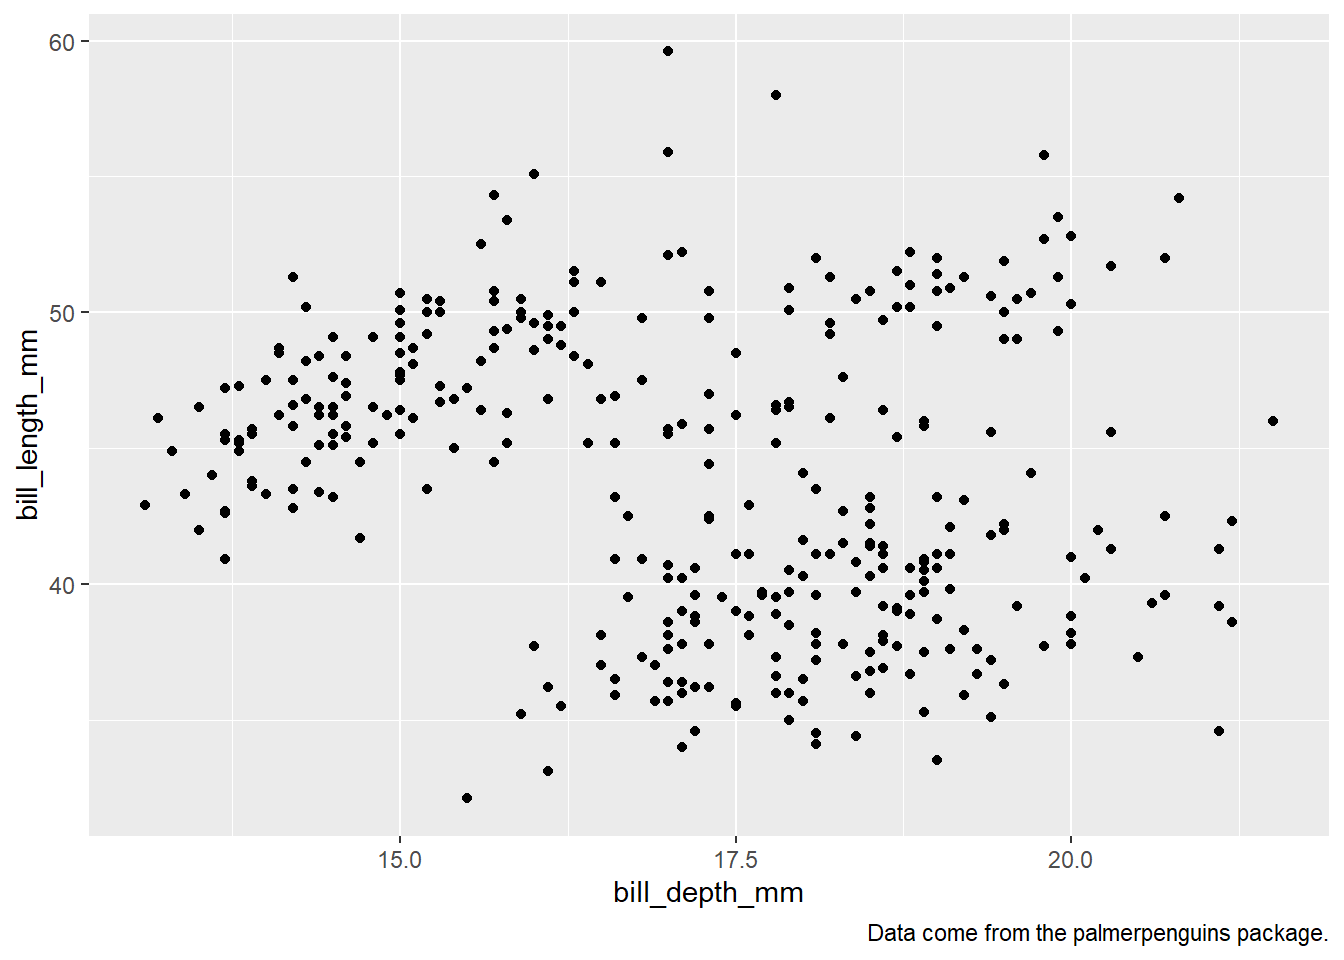 60
50
40
bill_length_mm
15.0 17.5 20.0
bill_depth_mm
Data come from the palmerpenguins package.